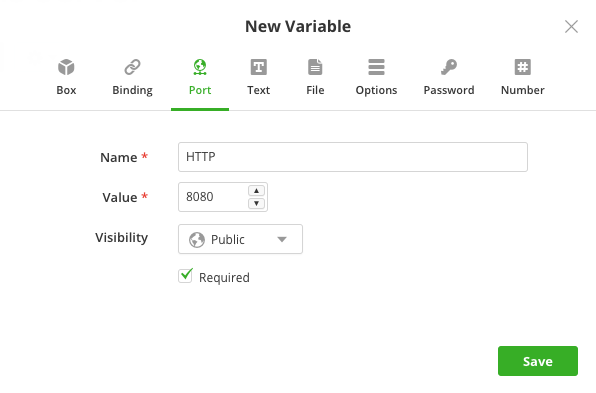 New Variable
Box Binding Port Text File Options Password Number
Name * HTTP
Value * 8080
Visibility Public
Required
Save